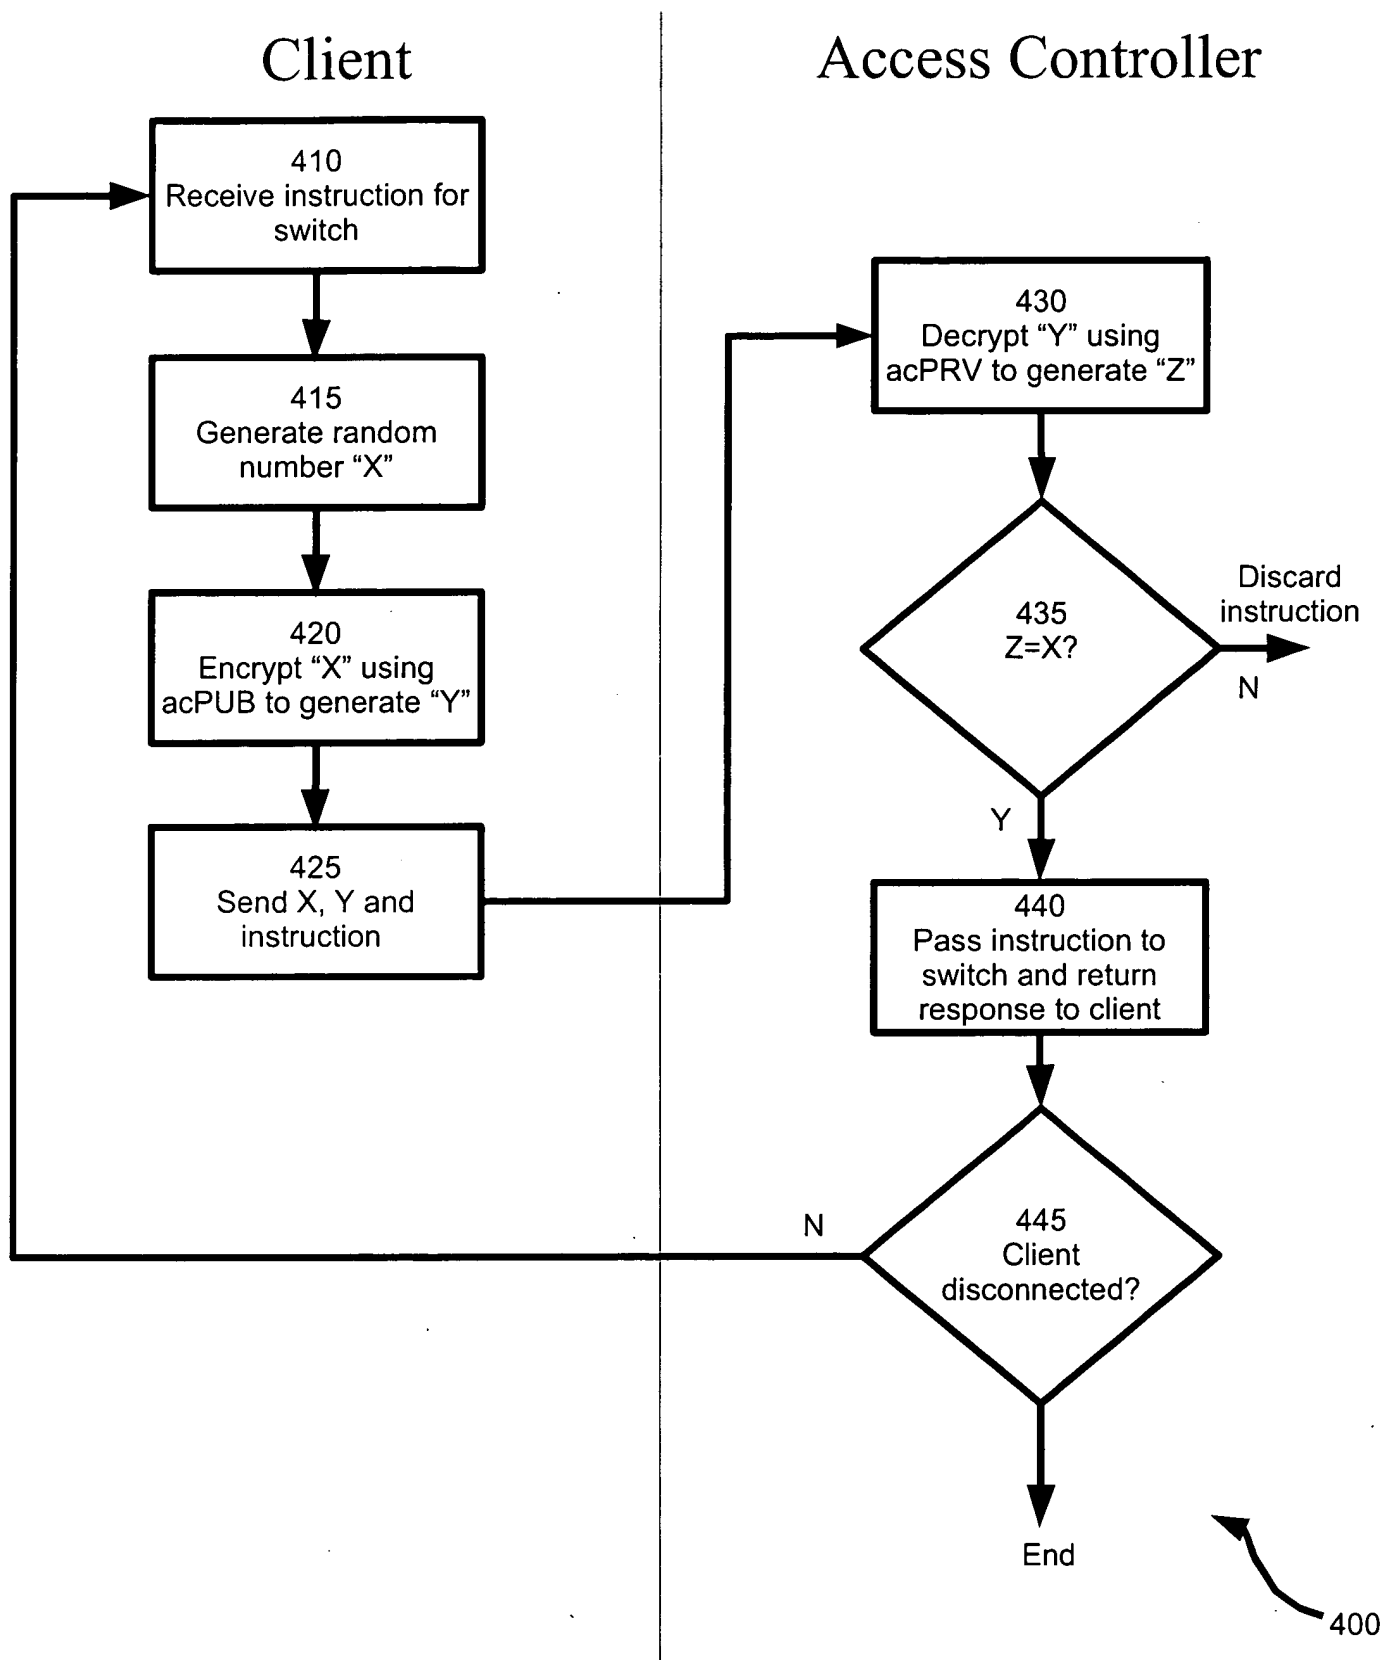 Client
Access Controller
410
Receive instruction for
switch
415
Generate random
number “X”
420
Encrypt “X” using
acPUB to generate “Y”
425
Send X, Y and
instruction
430
Decrypt “Y” using
acPRV to generate “Z”
435
Z=X?
Discard
instruction
N
Y
440
Pass instruction to
switch and return
response to client
445
Client
disconnected?
N
End
400